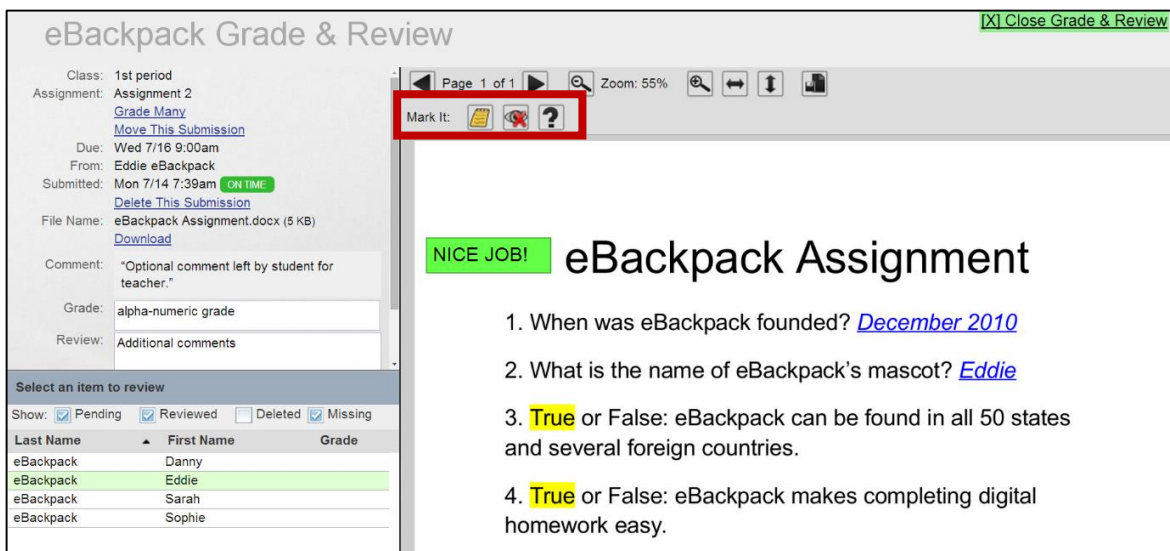 eBackpack Grade & Review
[X] Close Grade & Review
Class: 1st period
Assignment: Assignment 2
Grade Many
Move This Submission
Due: Wed 7/16 9:00am
From: Eddie eBackpack
Submitted: Mon 7/14 7:39am ON TIME
Delete This Submission
File Name: eBackpack Assignment.docx (5 KB)
Download
Comment: "Optional comment left by student for
teacher."
Grade: alpha-numeric grade
Review: Additional comments
Select an item to review
Show: Pending Reviewed Deleted Missing
Last Name First Name Grade
eBackpack Danny
eBackpack Eddie
eBackpack Sarah
eBackpack Sophie
Page 1 of 1 Zoom: 55%
Mark It: ?
NICE JOB! eBackpack Assignment
1. When was eBackpack founded? December 2010
2. What is the name of eBackpack's mascot? Eddie
3. True or False: eBackpack can be found in all 50 states
and several foreign countries.
4. True or False: eBackpack makes completing digital
homework easy.